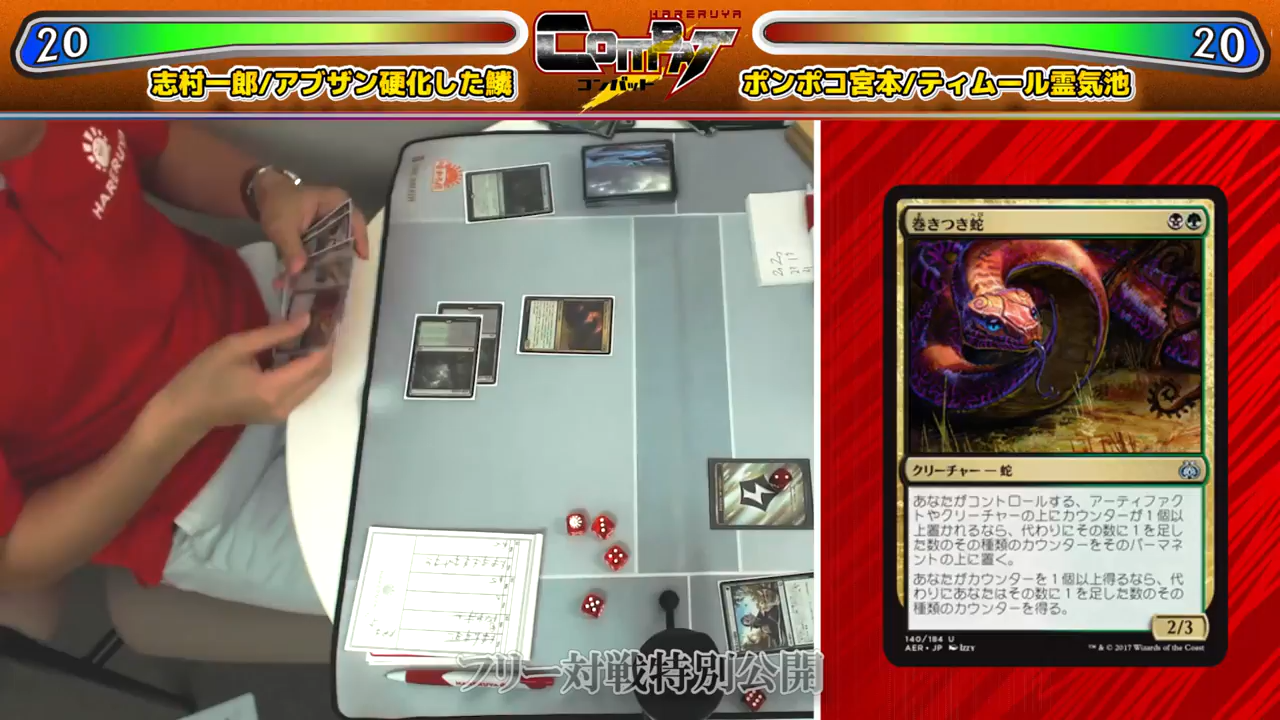 20
志村一郎/アブザン硬化した鱗
HARERUYA
COMBAT
コンバット
ポンポコ宮本/ティムール霊気池
20
HARERUYA
巻きつき蛇
クリーチャー — 蛇
あなたがコントロールする、アーティファク
トやクリーチャーの上にカウンターが1個以
上置かれるなら、代わりにその数に1を足し
た数のその種類のカウンターをそのパーマネ
ントの上に置く。
あなたがカウンターを1個以上得るなら、代
わりにあなたはその数に1を足した数のその
種類のカウンターを得る。
2/3
140/184 U
AER • JP Izzy
™ & © 2017 Wizards of the Coast
フリー対戦特別公開